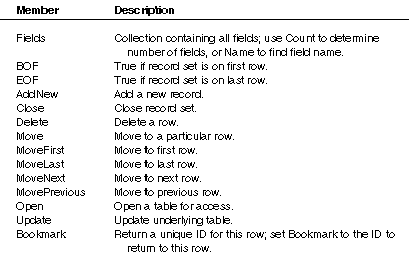 Member Description
Fields Collection containing all fields; use Count to determine
number of fields, or Name to find field name.
BOF True if record set is on first row.
EOF True if record set is on last row.
AddNew Add a new record.
Close Close record set.
Delete Delete a row.
Move Move to a particular row.
MoveFirst Move to first row.
MoveLast Move to last row.
MoveNext Move to next row.
MovePrevious Move to previous row.
Open Open a table for access.
Update Update underlying table.
Bookmark Return a unique ID for this row; set Bookmark to the ID to
return to this row.